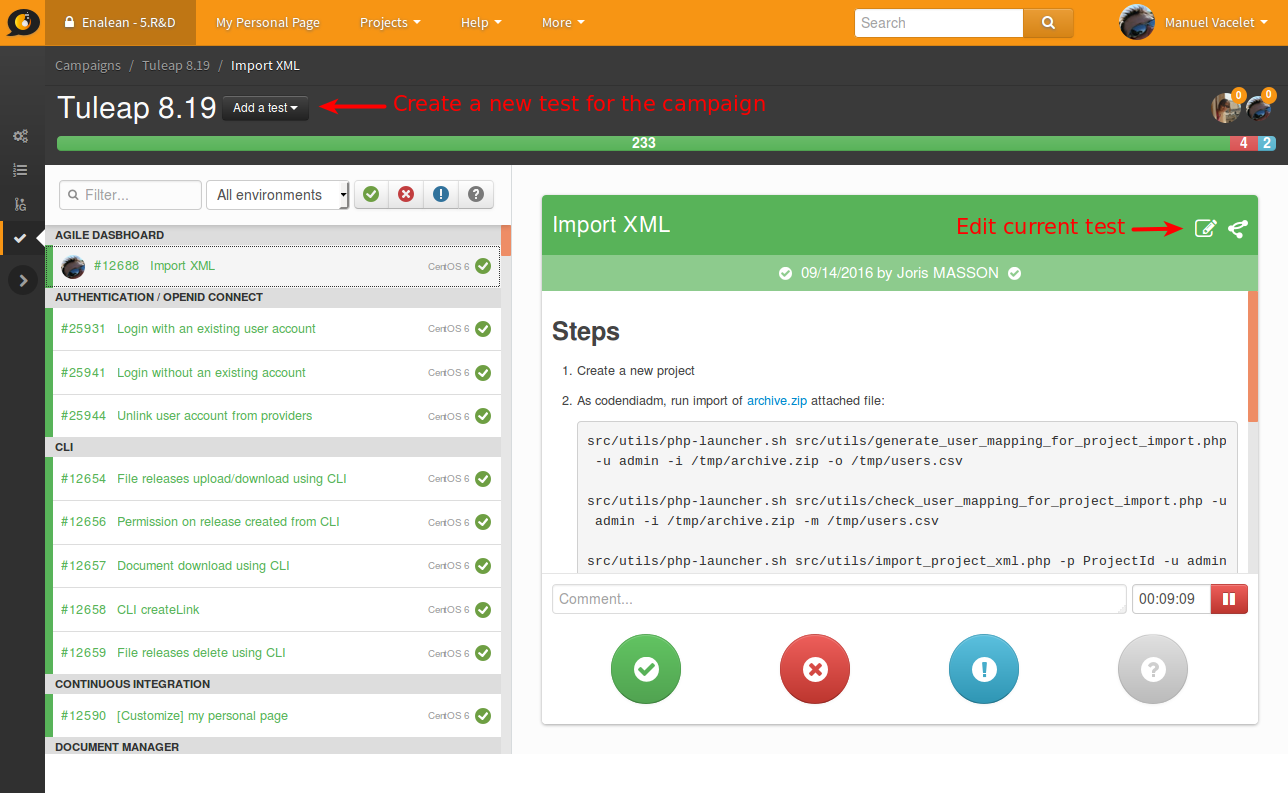 Enalean - 5.R&D My Personal Page Projects Help More Search Manuel Vacelet
Campaigns / Tuleap 8.19 / Import XML
Tuleap 8.19 Add a test Create a new test for the campaign 0 0
233 4 2
Filter... All environments
AGILE DASBHOARD
#12688 Import XML CentOS 6
AUTHENTICATION / OPENID CONNECT
#25931 Login with an existing user account CentOS 6
#25941 Login without an existing account CentOS 6
#25944 Unlink user account from providers CentOS 6
CLI
#12654 File releases upload/download using CLI CentOS 6
#12656 Permission on release created from CLI CentOS 6
#12657 Document download using CLI CentOS 6
#12658 CLI createLink CentOS 6
#12659 File releases delete using CLI CentOS 6
CONTINUOUS INTEGRATION
#12590 [Customize] my personal page CentOS 6
DOCUMENT MANAGER
Import XML Edit current test
09/14/2016 by Joris MASSON
Steps
1. Create a new project
2. As codendiadm, run import of archive.zip attached file:
src/utils/php-launcher.sh src/utils/generate_user_mapping_for_project_import.php
-u admin -i /tmp/archive.zip -o /tmp/users.csv
src/utils/php-launcher.sh src/utils/check_user_mapping_for_project_import.php -u
admin -i /tmp/archive.zip -m /tmp/users.csv
src/utils/php-launcher.sh src/utils/import_project_xml.php -p ProjectId -u admin
Comment... 00:09:09